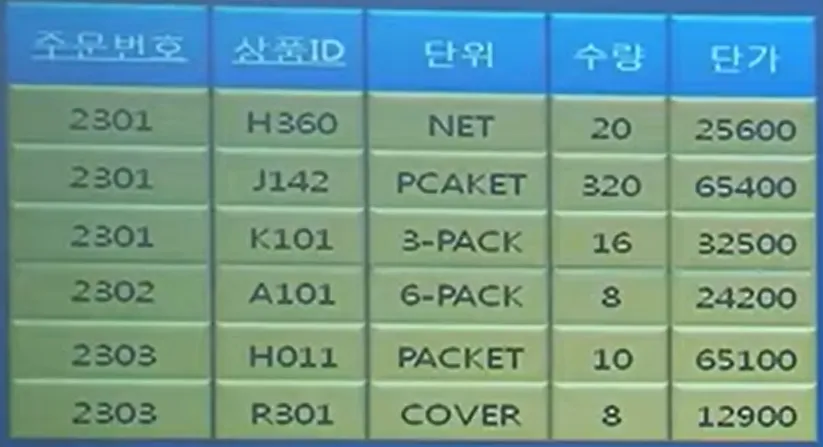 주문번호 상품ID 단위 수량 단가
2301 H360 NET 20 25600
2301 J142 PCAKET 320 65400
2301 K101 3-PACK 16 32500
2302 A101 6-PACK 8 24200
2303 H011 PACKET 10 65100
2303 R301 COVER 8 12900